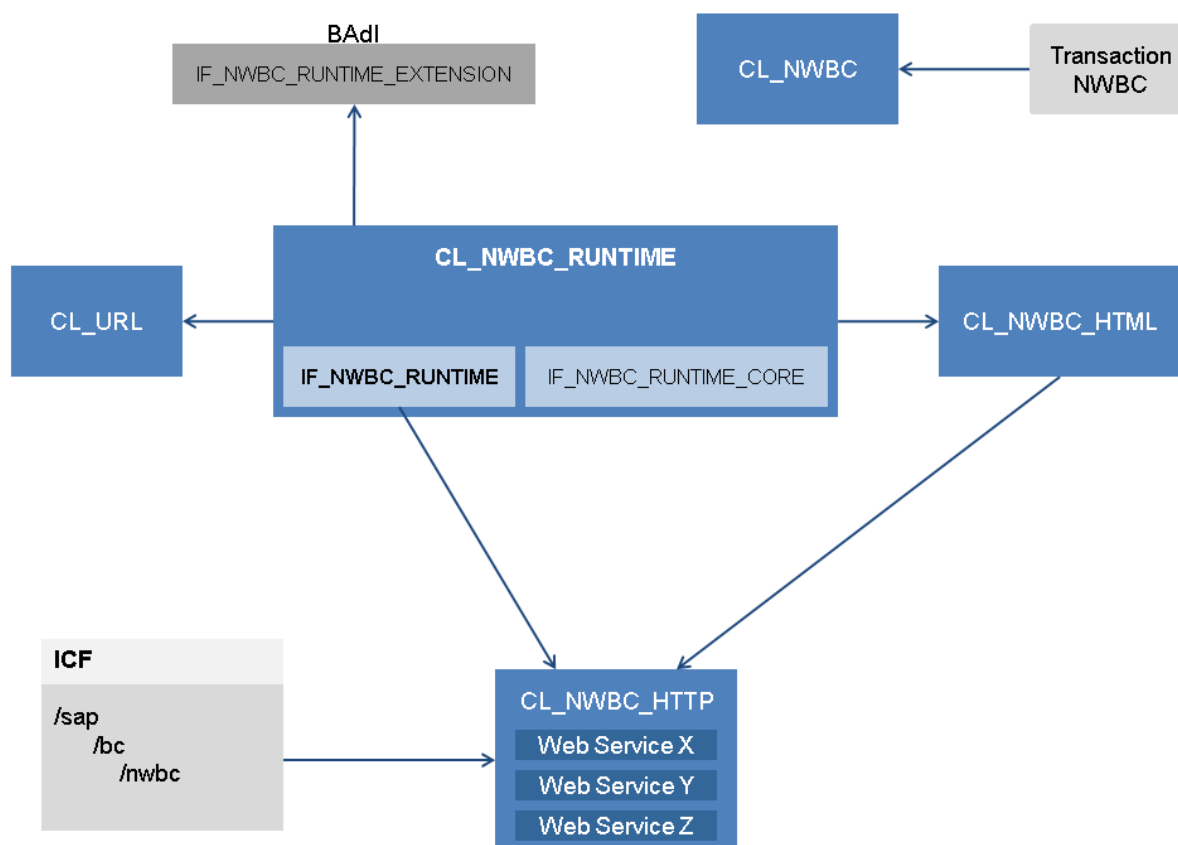 BAdI
IF_NWBC_RUNTIME_EXTENSION
CL_NWBC
Transaction
NWBC
CL_NWBC_RUNTIME
CL_URL
CL_NWBC_HTML
IF_NWBC_RUNTIME
IF_NWBC_RUNTIME_CORE
ICF
/sap
/bc
/nwbc
CL_NWBC_HTTP
Web Service X
Web Service Y
Web Service Z